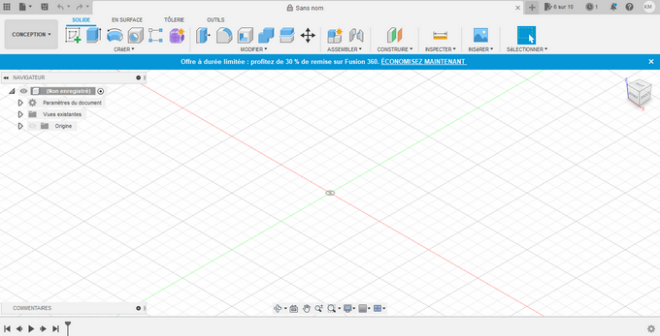 Sans nom
6 sur 10
1
KM
CONCEPTION
SOLIDE
EN SURFACE
TÔLERIE
OUTILS
CRÉER
MODIFIER
ASSEMBLER
CONSTRUIRE
INSPECTER
INSÉRER
SÉLECTIONNER
Offre à durée limitée : profitez de 30 % de remise sur Fusion 360. ÉCONOMISEZ MAINTENANT
NAVIGATEUR
(Non enregistré)
Paramètres du document
Vues existantes
Origine
COMMENTAIRES